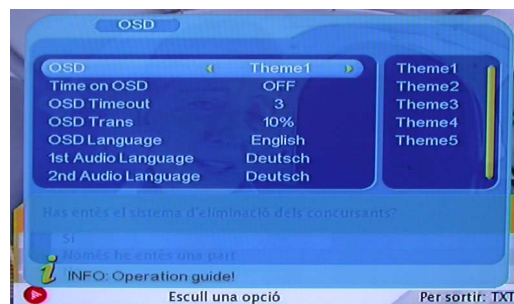 OSD
OSD Theme1
Time on OSD OFF
OSD Timeout 3
OSD Trans 10%
OSD Language English
1st Audio Language Deutsch
2nd Audio Language Deutsch
Theme1
Theme2
Theme3
Theme4
Theme5
Has entès el sistema d'eliminació dels concursants?
Sí
Només he entès una part
INFO: Operation guide!
Escull una opció
Per sortir: TXT